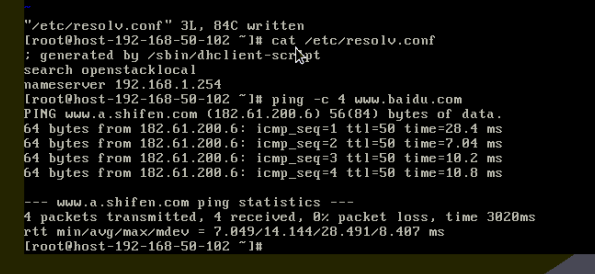 "/etc/resolv.conf" 3L, 84C written
[root@host-192-168-50-102 ~]# cat /etc/resolv.conf
; generated by /sbin/dhclient-script
search openstacklocal
nameserver 192.168.1.254
[root@host-192-168-50-102 ~]# ping -c 4 www.baidu.com
PING www.a.shifen.com (182.61.200.6) 56(84) bytes of data.
64 bytes from 182.61.200.6: icmp_seq=1 ttl=50 time=28.4 ms
64 bytes from 182.61.200.6: icmp_seq=2 ttl=50 time=7.04 ms
64 bytes from 182.61.200.6: icmp_seq=3 ttl=50 time=10.2 ms
64 bytes from 182.61.200.6: icmp_seq=4 ttl=50 time=10.8 ms
--- www.a.shifen.com ping statistics ---
4 packets transmitted, 4 received, 0% packet loss, time 3020ms
rtt min/avg/max/mdev = 7.049/14.144/28.491/8.407 ms
[root@host-192-168-50-102 ~]#